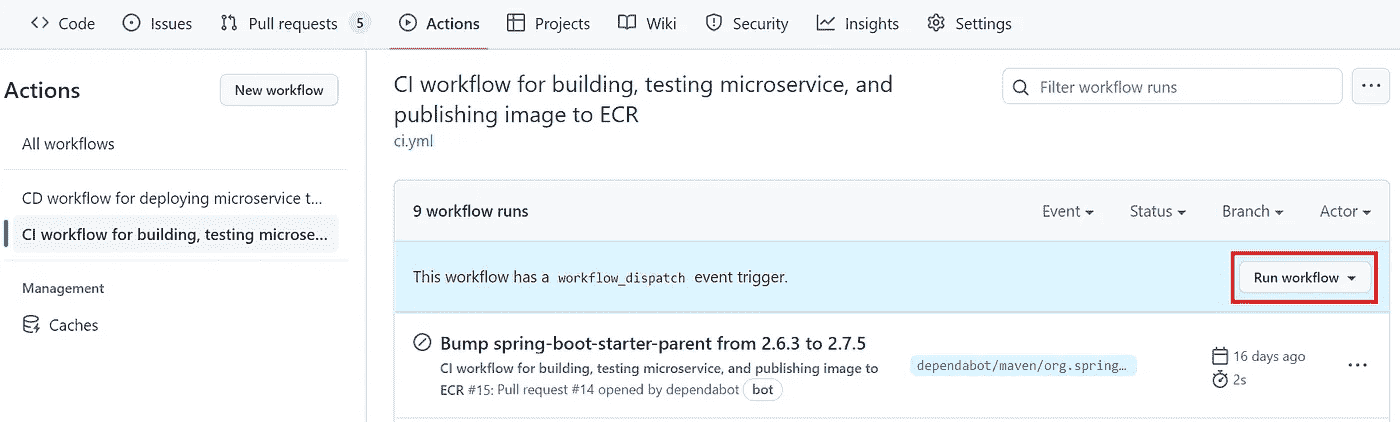 Code Issues Pull requests 5 Actions Projects Wiki Security Insights Settings
Actions
New workflow
All workflows
CD workflow for deploying microservice t...
CI workflow for building, testing microse...
Management
Caches
CI workflow for building, testing microservice, and
publishing image to ECR
ci.yml
Filter workflow runs
9 workflow runs
Event Status Branch Actor
This workflow has a workflow_dispatch event trigger.
Run workflow
Bump spring-boot-starter-parent from 2.6.3 to 2.7.5
CI workflow for building, testing microservice, and publishing image to
ECR #15: Pull request #14 opened by dependabot bot
dependabot/maven/org.spring...
16 days ago
2s